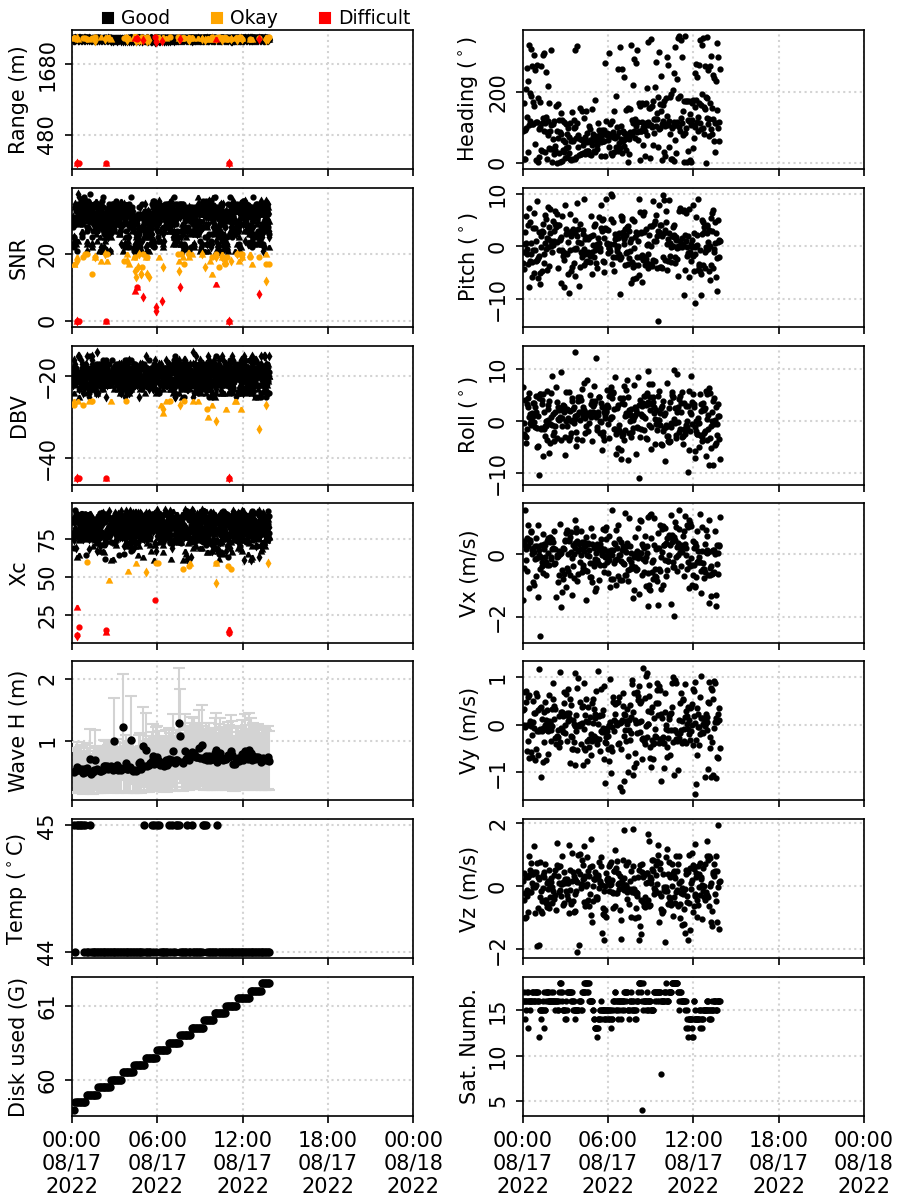 Good Okay Difficult
Range (m)
1680
480
Heading (°)
200
0
SNR
20
0
Pitch (°)
10
0
−10
DBV
−20
−40
Roll (°)
10
0
−10
Xc
75
50
25
Vx (m/s)
0
−2
Wave H (m)
2
1
Vy (m/s)
1
0
−1
Temp (°C)
45
44
Vz (m/s)
2
0
−2
Disk used (G)
61
60
Sat. Numb.
15
10
5
00:00 06:00 12:00 18:00 00:00
08/17 08/17 08/17 08/17 08/18
2022 2022 2022 2022 2022
00:00 06:00 12:00 18:00 00:00
08/17 08/17 08/17 08/17 08/18
2022 2022 2022 2022 2022